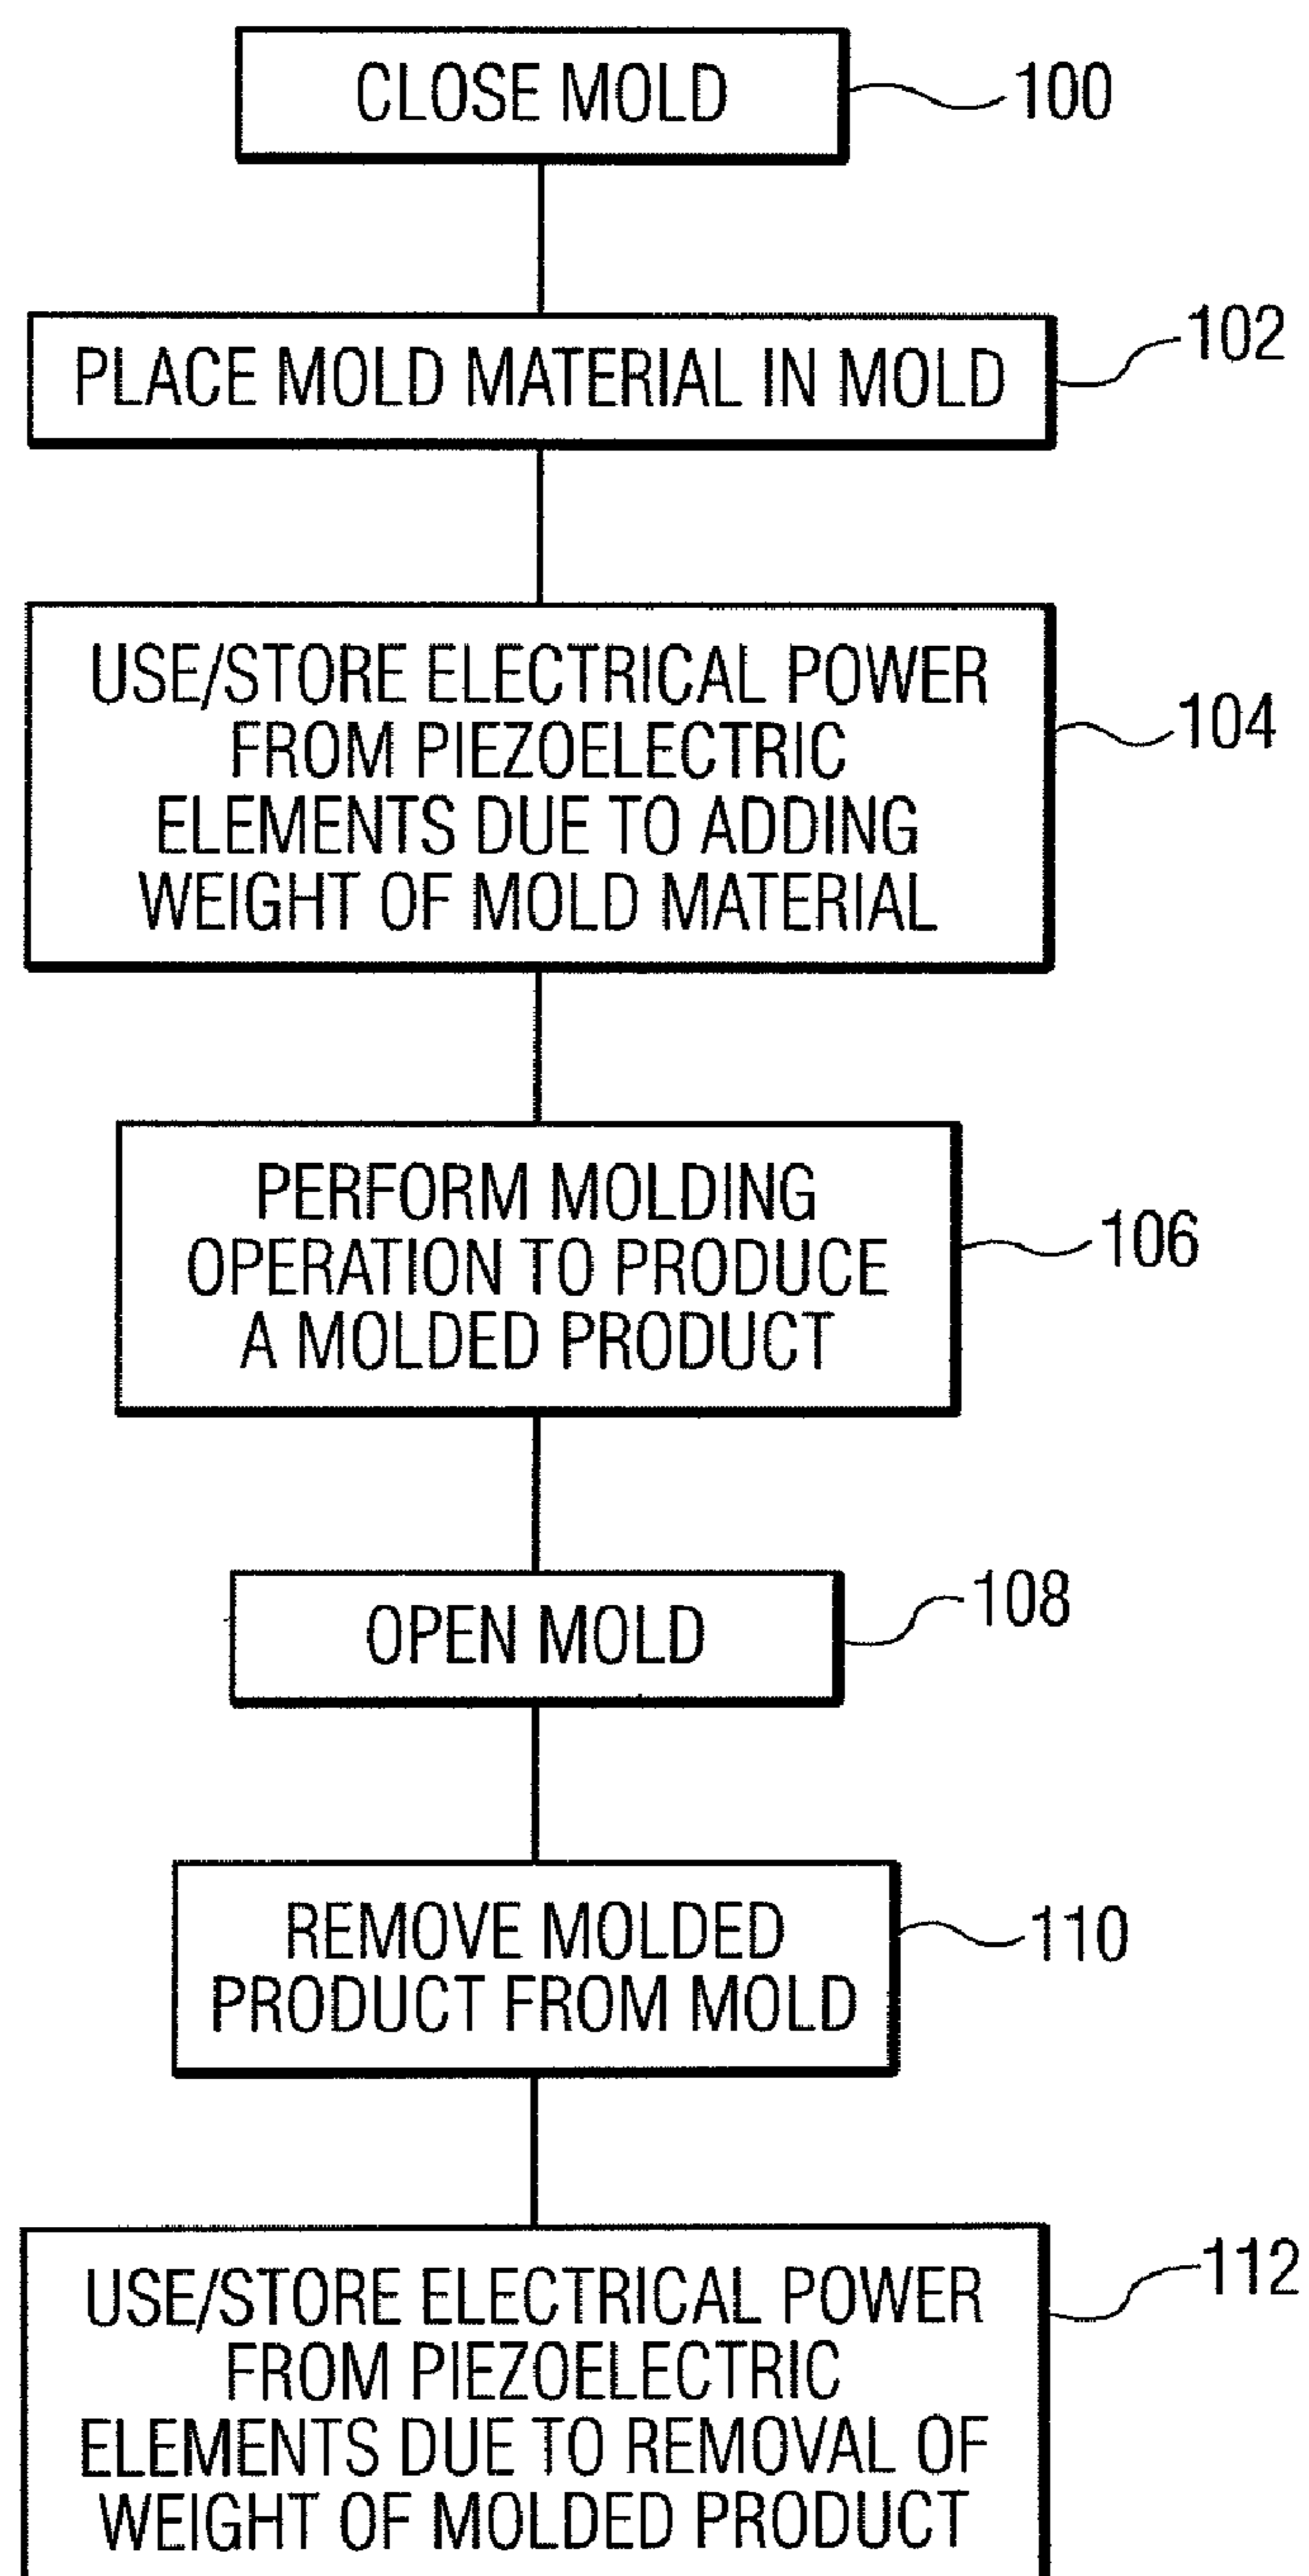 CLOSE MOLD
100
PLACE MOLD MATERIAL IN MOLD
102
USE/STORE ELECTRICAL POWER
FROM PIEZOELECTRIC
ELEMENTS DUE TO ADDING
WEIGHT OF MOLD MATERIAL
104
PERFORM MOLDING
OPERATION TO PRODUCE
A MOLDED PRODUCT
106
OPEN MOLD
108
REMOVE MOLDED
PRODUCT FROM MOLD
110
USE/STORE ELECTRICAL POWER
FROM PIEZOELECTRIC
ELEMENTS DUE TO REMOVAL OF
WEIGHT OF MOLDED PRODUCT
112